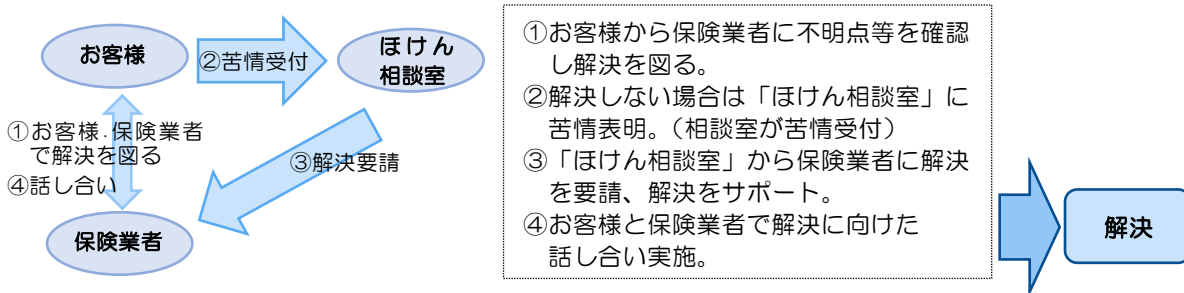 お客様
②苦情受付
ほけん
相談室
①お客様.保険業者
で解決を図る
④話し合い
③解決要請
保険業者
①お客様から保険業者に不明点等を確認
し解決を図る。
②解決しない場合は「ほけん相談室」に
苦情表明。（相談室が苦情受付）
③「ほけん相談室」から保険業者に解決
を要請、解決をサポート。
④お客様と保険業者で解決に向けた
話し合い実施。
解決